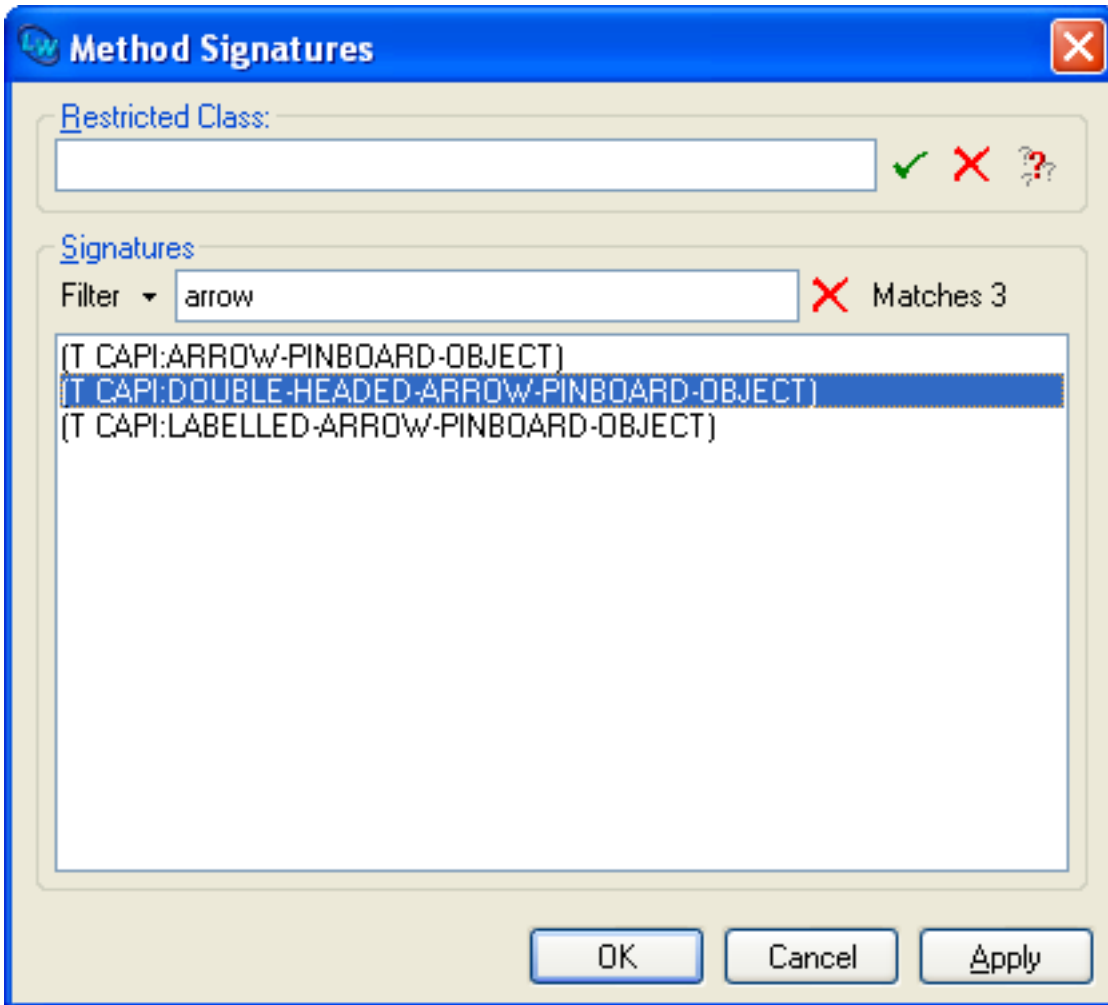 LW Method Signatures
Restricted Class:
Signatures
Filter arrow Matches 3
(T CAPI:ARROW-PINBOARD-OBJECT)
(T CAPI:DOUBLE-HEADED-ARROW-PINBOARD-OBJECT)
(T CAPI:LABELLED-ARROW-PINBOARD-OBJECT)
OK Cancel Apply